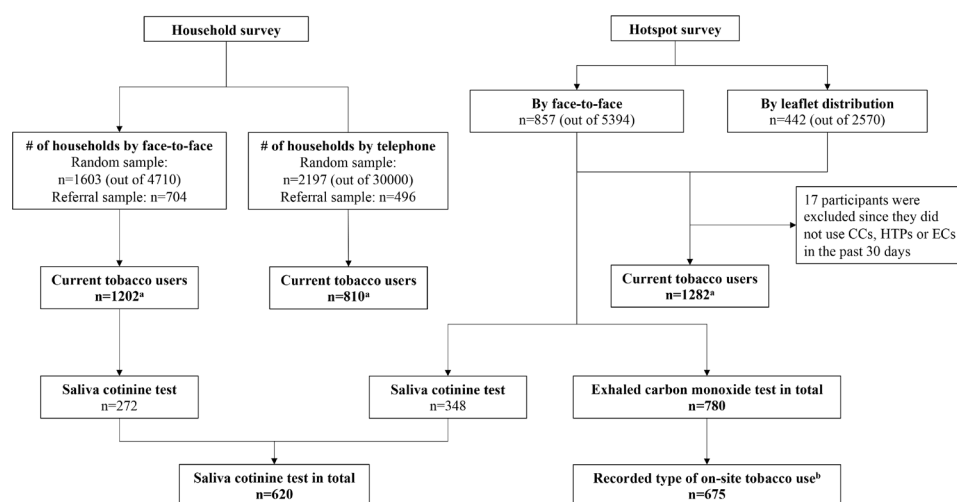 Household survey
Hotspot survey
By face-to-face
n=857 (out of 5394)
By leaflet distribution
n=442 (out of 2570)
# of households by face-to-face
Random sample:
n=1603 (out of 4710)
Referral sample: n=704
# of households by telephone
Random sample:
n=2197 (out of 30000)
Referral sample: n=496
17 participants were
excluded since they did
not use CCs, HTPs or ECs
in the past 30 days
Current tobacco users
n=1202ᵃ
Current tobacco users
n=810ᵃ
Current tobacco users
n=1282ᵃ
Saliva cotinine test
n=272
Saliva cotinine test
n=348
Exhaled carbon monoxide test in total
n=780
Saliva cotinine test in total
n=620
Recorded type of on-site tobacco useᵇ
n=675